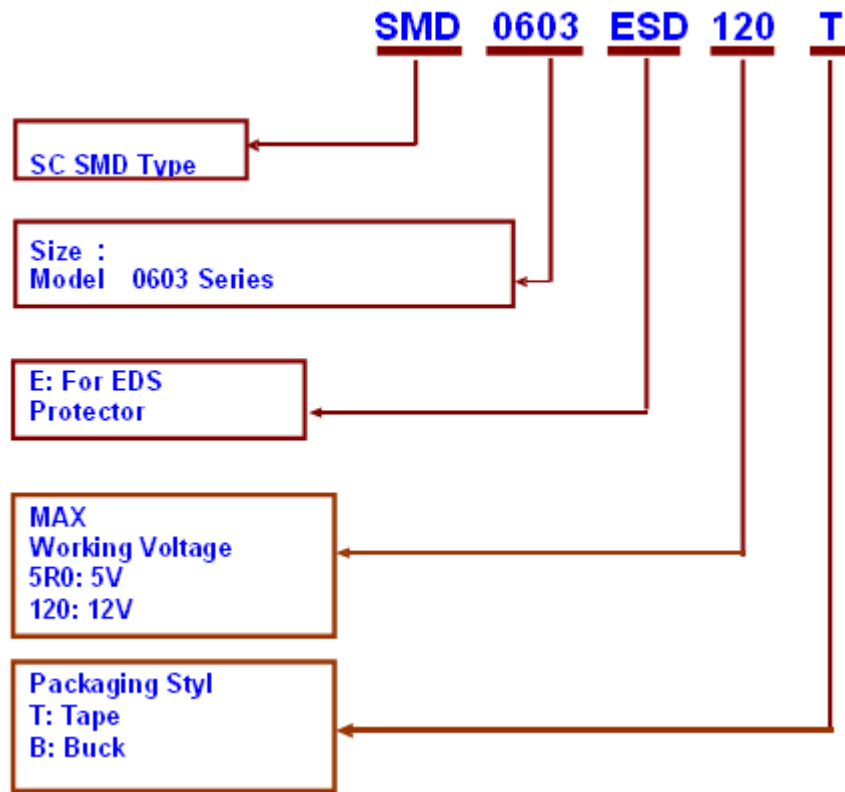 SMD 0603 ESD 120 T
SC SMD Type
Size :
Model 0603 Series
E: For EDS
Protector
MAX
Working Voltage
5R0: 5V
120: 12V
Packaging Styl
T: Tape
B: Buck